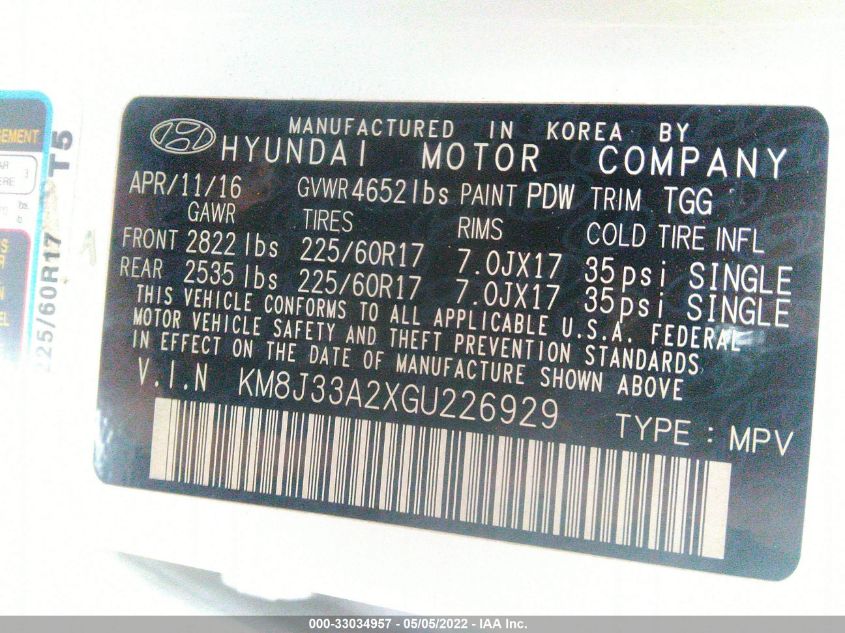 MANUFACTURED IN KOREA BY
HYUNDAI MOTOR COMPANY
APR/11/16 GVWR 4652 lbs PAINT PDW TRIM TGG
GAWR TIRES RIMS COLD TIRE INFL
FRONT 2822 lbs 225/60R17 7.0JX17 35psi SINGLE
REAR 2535 lbs 225/60R17 7.0JX17 35psi SINGLE
THIS VEHICLE CONFORMS TO ALL APPLICABLE U.S.A. FEDERAL
MOTOR VEHICLE SAFETY AND THEFT PREVENTION STANDARDS
IN EFFECT ON THE DATE OF MANUFACTURE SHOWN ABOVE
V.I.N KM8J33A2XGU226929 TYPE : MPV
225/60R17 T5
000-33034957 - 05/05/2022 - IAA Inc.